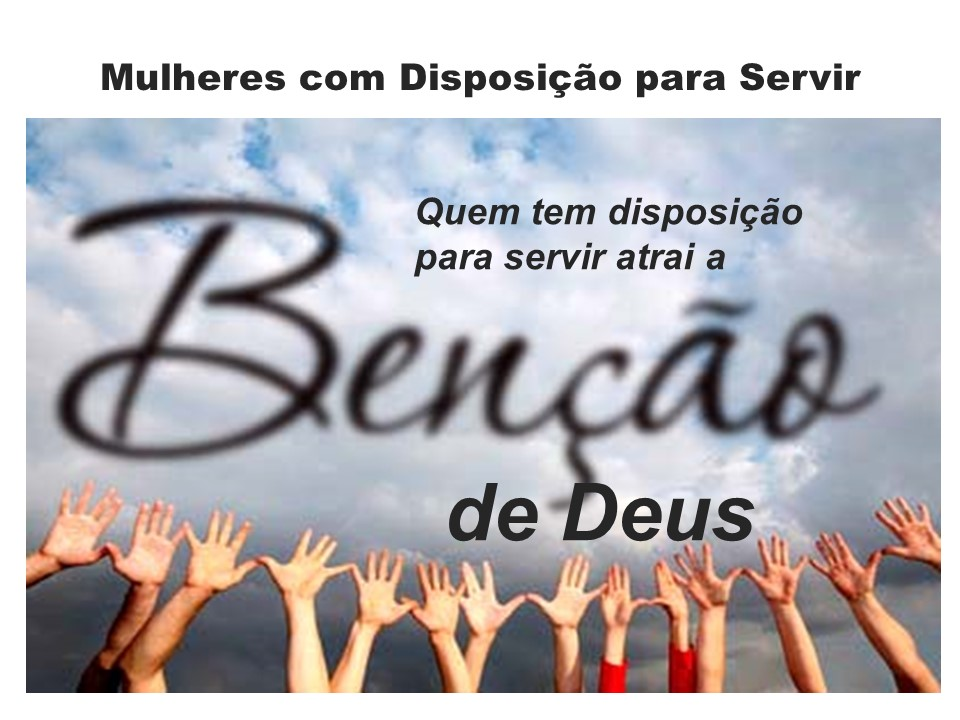 Mulheres com Disposição para Servir
Quem tem disposição
para servir atrai a
Benção
de Deus